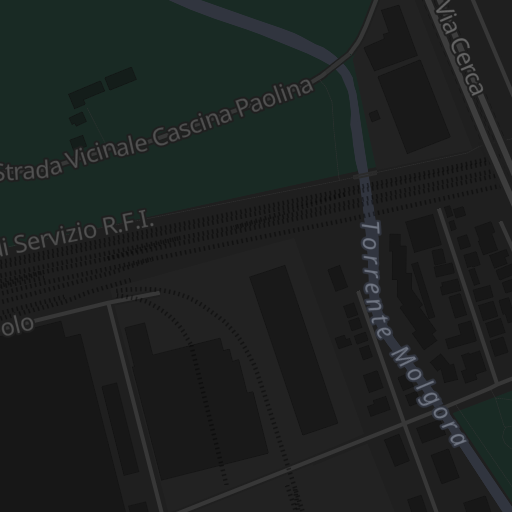 Via Cerca
Strada Vicinale Cascina Paolina
di Servizio R.F.I.
Torrente Molgora
olo